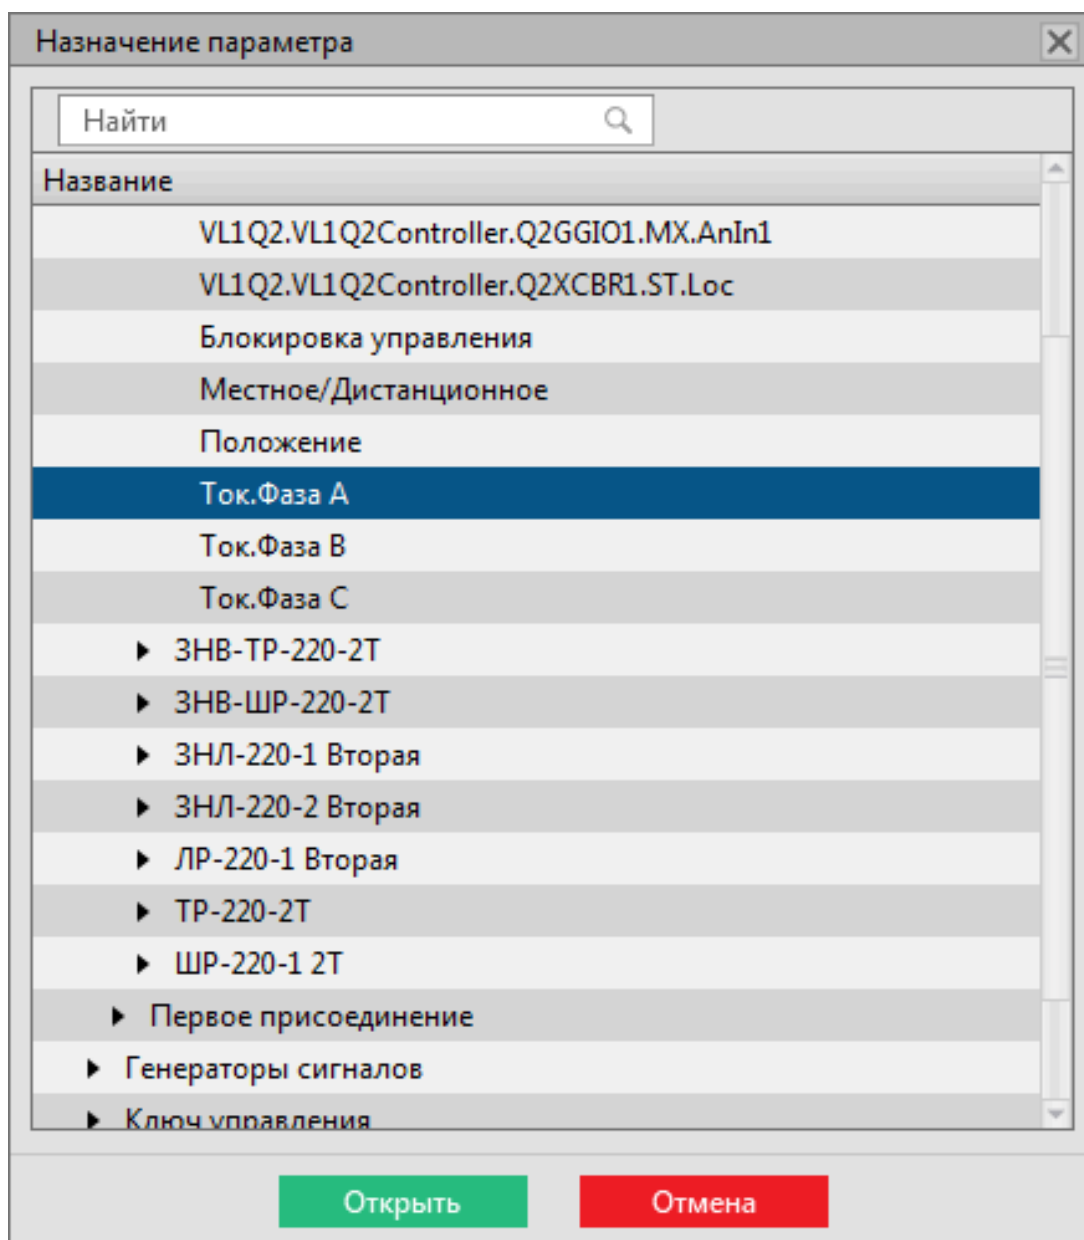 Назначение параметра
Найти
Название
VL1Q2.VL1Q2Controller.Q2GGIO1.MX.AnIn1
VL1Q2.VL1Q2Controller.Q2XCBR1.ST.Loc
Блокировка управления
Местное/Дистанционное
Положение
Ток.Фаза А
Ток.Фаза В
Ток.Фаза С
ЗНВ-ТР-220-2Т
ЗНВ-ШР-220-2Т
ЗНЛ-220-1 Вторая
ЗНЛ-220-2 Вторая
ЛР-220-1 Вторая
ТР-220-2Т
ШР-220-1 2Т
Первое присоединение
Генераторы сигналов
Ключ управления
Открыть
Отмена